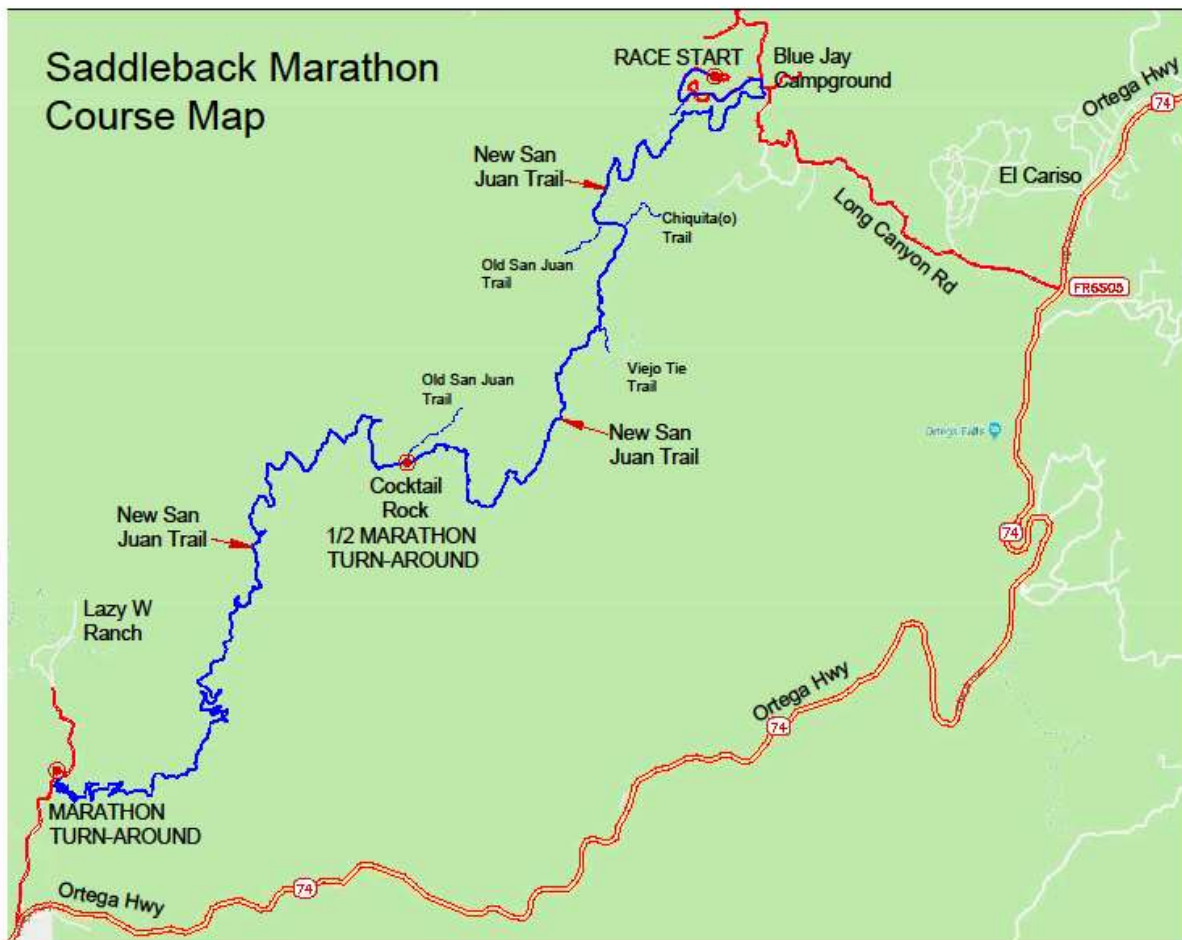 Saddleback Marathon
Course Map
RACE START
Blue Jay
Campground
Ortega Hwy
74
New San
Juan Trail
El Cariso
Chiquita(o)
Trail
Long Canyon Rd
Old San Juan
Trail
FR6S05
Viejo Tie
Trail
Old San Juan
Trail
New San
Juan Trail
Ortega Falls
Cocktail
Rock
1/2 MARATHON
TURN-AROUND
New San
Juan Trail
74
Lazy W
Ranch
Ortega Hwy
74
MARATHON
TURN-AROUND
Ortega Hwy
74